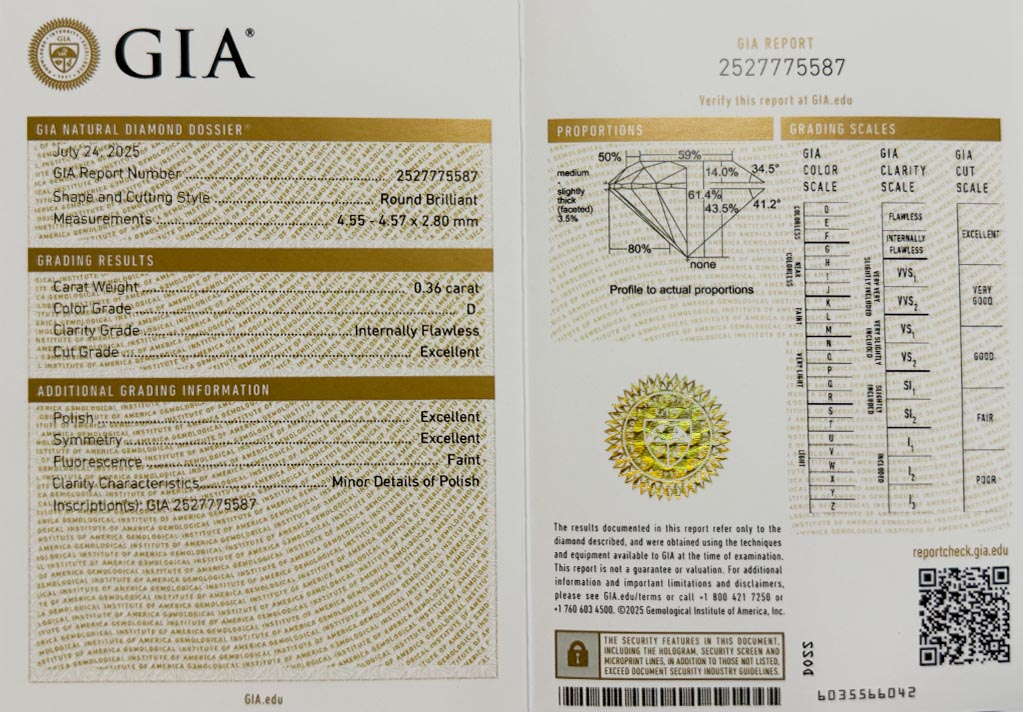 GIA®
GIA NATURAL DIAMOND DOSSIER®
July 24, 2025
GIA Report Number 2527775587
Shape and Cutting Style Round Brilliant
Measurements 4.55 - 4.57 x 2.80 mm
GRADING RESULTS
Carat Weight 0.36 carat
Color Grade D
Clarity Grade Internally Flawless
Cut Grade Excellent
ADDITIONAL GRADING INFORMATION
Polish Excellent
Symmetry Excellent
Fluorescence Faint
Clarity Characteristics Minor Details of Polish
Inscription(s): GIA 2527775587
GIA.edu
GIA REPORT
2527775587
Verify this report at GIA.edu
PROPORTIONS
50%
59%
14.0%
34.5°
medium
-
slightly
thick
(faceted)
3.5%
61.4%
43.5%
41.2°
80%
none
Profile to actual proportions
GRADING SCALES
GIA
COLOR
SCALE
COLORLESS
D
E
F
NEAR
COLORLESS
G
H
I
J
FAINT
K
L
M
VERY LIGHT
N
O
P
Q
R
LIGHT
S
T
U
V
W
X
Y
Z
GIA
CLARITY
SCALE
FLAWLESS
INTERNALLY
FLAWLESS
VERY VERY
SLIGHTLY INCLUDED
VVS1
VVS2
VERY SLIGHTLY
INCLUDED
VS1
VS2
SLIGHTLY
INCLUDED
SI1
SI2
INCLUDED
I1
I2
I3
GIA
CUT
SCALE
EXCELLENT
VERY
GOOD
GOOD
FAIR
POOR
The results documented in this report refer only to the
diamond described, and were obtained using the techniques
and equipment available to GIA at the time of examination.
This report is not a guarantee or valuation. For additional
information and important limitations and disclaimers,
please see GIA.edu/terms or call +1 800 421 7250 or
+1 760 603 4500. ©2025 Gemological Institute of America, Inc.
THE SECURITY FEATURES IN THIS DOCUMENT,
INCLUDING THE HOLOGRAM, SECURITY SCREEN AND
MICROPRINT LINES, IN ADDITION TO THOSE NOT LISTED,
EXCEED DOCUMENT SECURITY INDUSTRY GUIDELINES.
reportcheck.gia.edu
6035566042